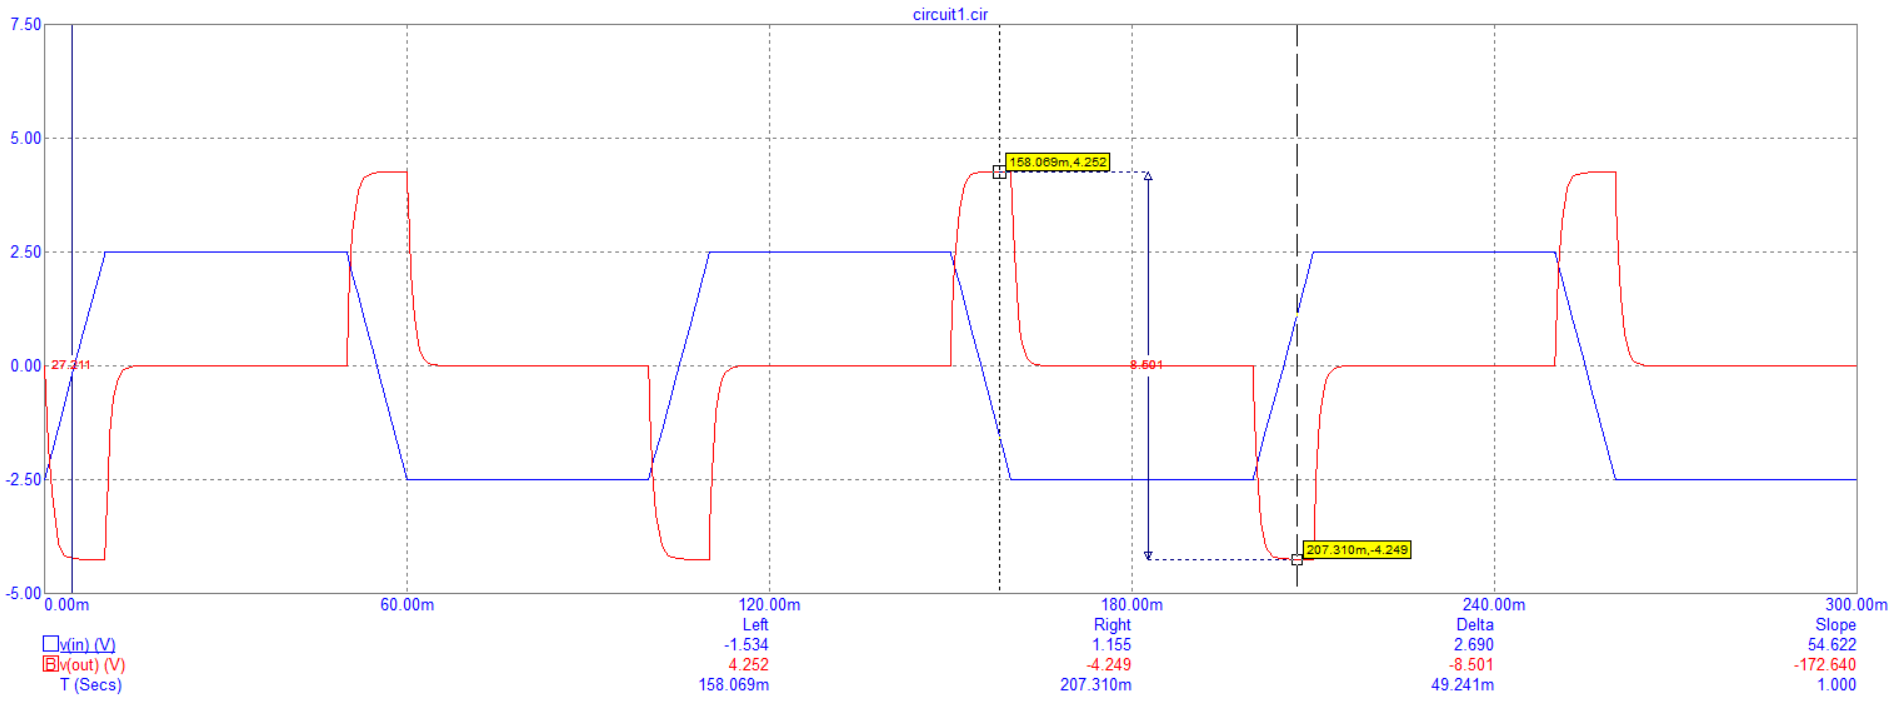 circuit1.cir
7.50
5.00
158.069m,4.252
2.50
0.00
27.211
8.501
-2.50
207.310m,-4.249
-5.00
0.00m 60.00m 120.00m 180.00m 240.00m 300.00m
Left Right Delta Slope
v(in) (V) -1.534 1.155 2.690 54.622
B v(out) (V) 4.252 -4.249 -8.501 -172.640
T (Secs) 158.069m 207.310m 49.241m 1.000